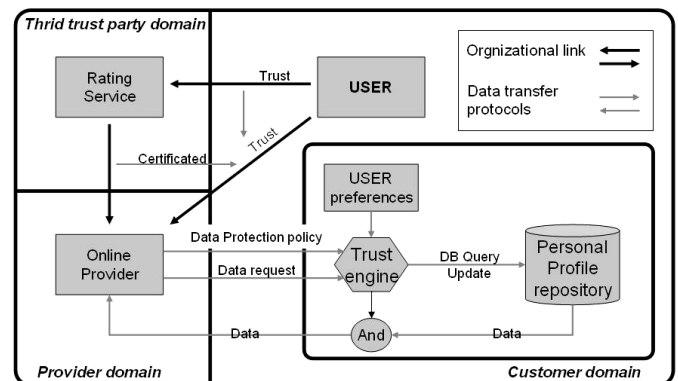 Thrid trust party domain
Rating
Service
Trust
USER
Orgnizational link
Data transfer
protocols
Trust
Certificated
USER
preferences
Online
Provider
Data Protection policy
Data request
Trust
engine
DB Query
Update
Personal
Profile
repository
Data
And
Data
Provider domain
Customer domain